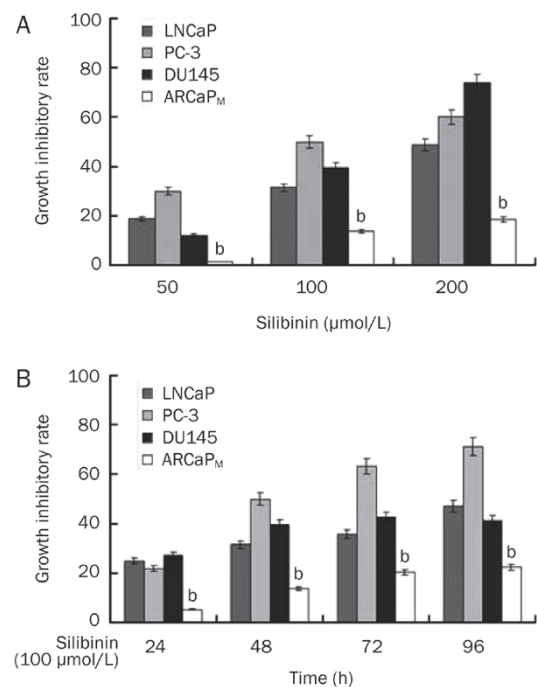 A
100
80
60
40
20
0
Growth inhibitory rate
LNCaP
PC-3
DU145
ARCaPM
b
b
b
50 100 200
Silibinin (µmol/L)
B
100
80
60
40
20
0
Growth inhibitory rate
LNCaP
PC-3
DU145
ARCaPM
b
b
b
b
Silibinin
(100 µmol/L)
24 48 72 96
Time (h)